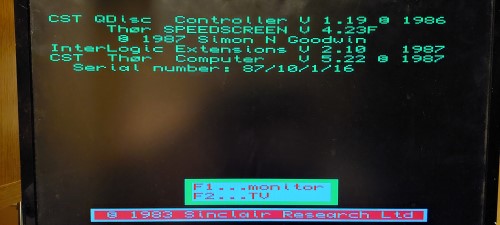 CST QDisc Controller V 1.19 © 1986
Thør SPEEDSCREEN V 4.23F
© 1987 Simon N Goodwin
InterLogic Extensions V 2.10 1987
CST Thør Computer V 5.22 © 1987
Serial number: 87/10/1/16
F1...monitor
F2...TV
© 1983 Sinclair Research Ltd